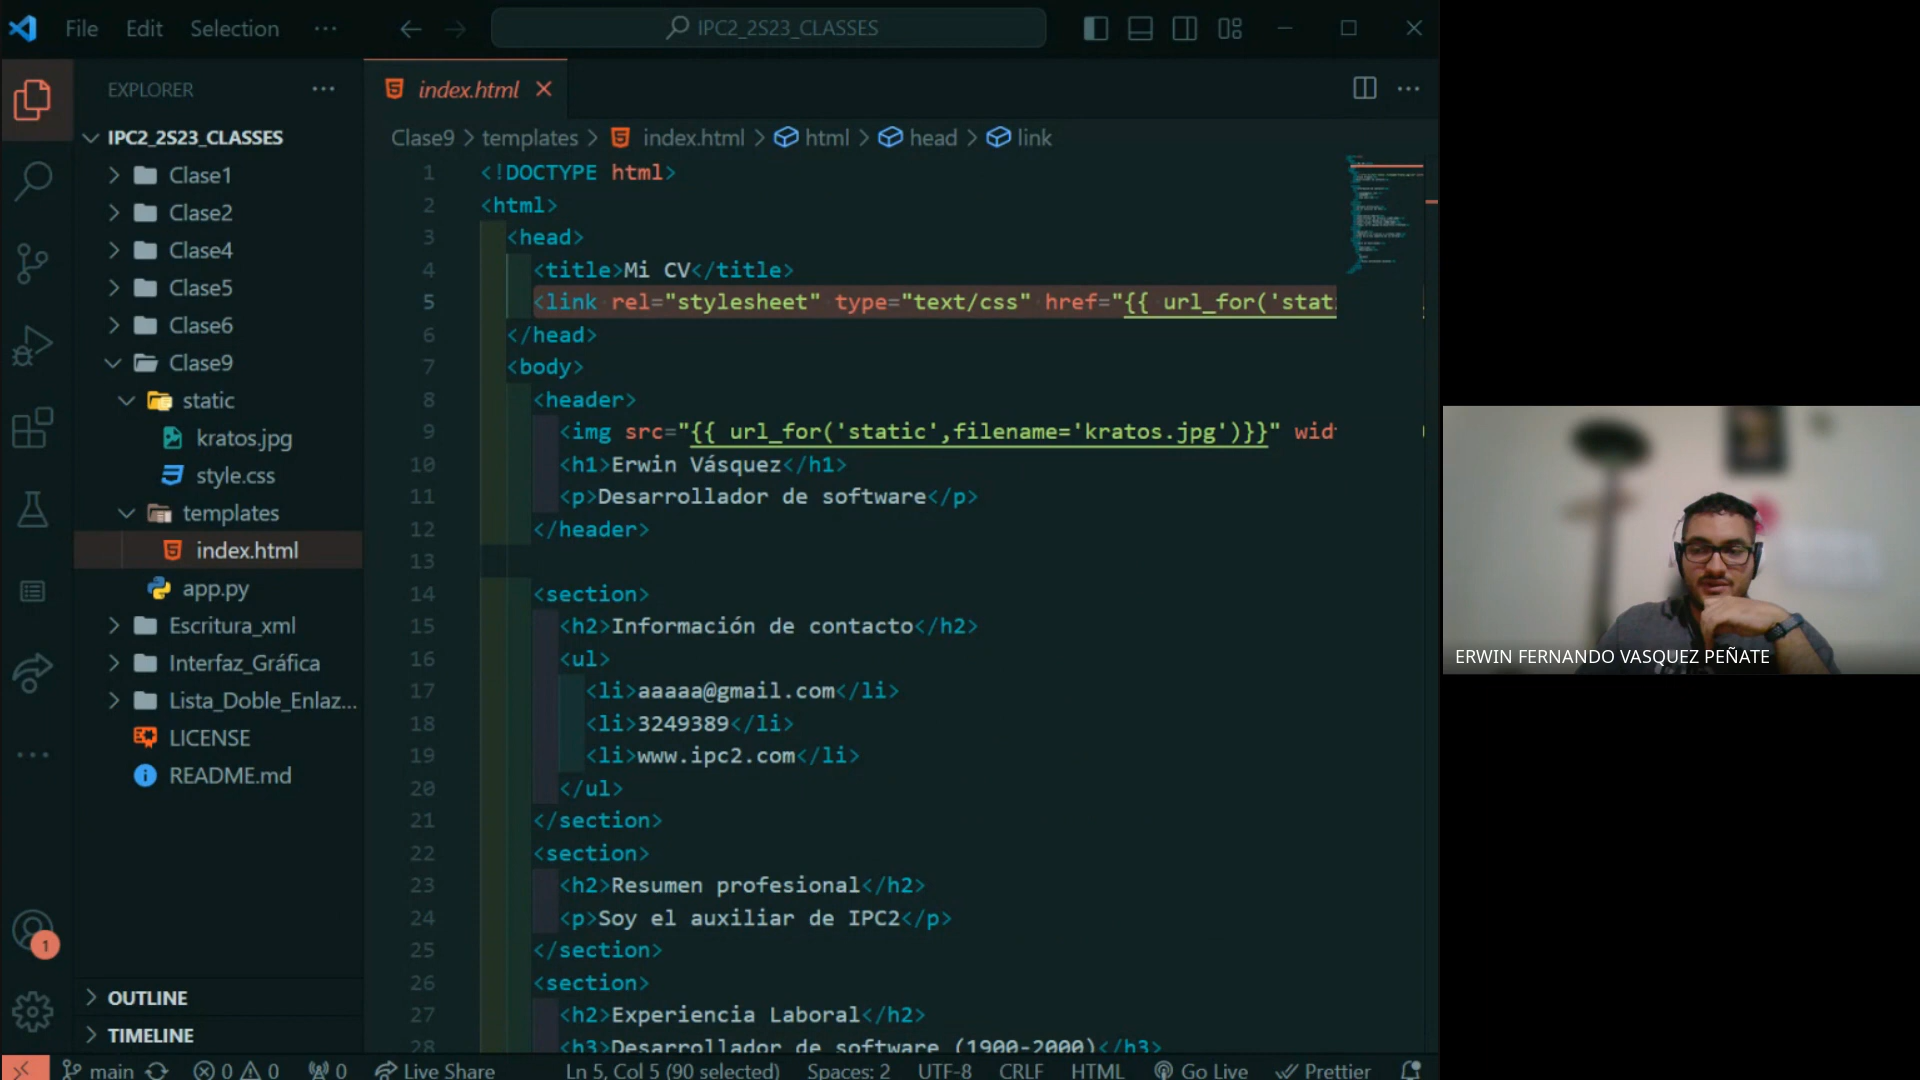 File Edit Selection ··· IPC2_2S23_CLASSES
EXPLORER ···
index.html
IPC2_2S23_CLASSES
Clase1
Clase2
Clase4
Clase5
Clase6
Clase9
static
kratos.jpg
style.css
templates
index.html
app.py
Escritura_xml
Interfaz_Gráfica
Lista_Doble_Enlaz...
LICENSE
README.md
OUTLINE
TIMELINE
1
Clase9 > templates > index.html > html > head > link
1 <!DOCTYPE html>
2 <html>
3 <head>
4 <title>Mi CV</title>
5 <link rel="stylesheet" type="text/css" href="{{ url_for('stat
6 </head>
7 <body>
8 <header>
9 <img src="{{ url_for('static',filename='kratos.jpg')}}" wid
10 <h1>Erwin Vásquez</h1>
11 <p>Desarrollador de software</p>
12 </header>
13
14 <section>
15 <h2>Información de contacto</h2>
16 <ul>
17 <li>aaaaa@gmail.com</li>
18 <li>3249389</li>
19 <li>www.ipc2.com</li>
20 </ul>
21 </section>
22 <section>
23 <h2>Resumen profesional</h2>
24 <p>Soy el auxiliar de IPC2</p>
25 </section>
26 <section>
27 <h2>Experiencia Laboral</h2>
28 <h3>Desarrollador de software (1900-2000)</h3>
main 0 0 0 Live Share Ln 5, Col 5 (90 selected) Spaces: 2 UTF-8 CRLF HTML Go Live Prettier
ERWIN FERNANDO VASQUEZ PEÑATE